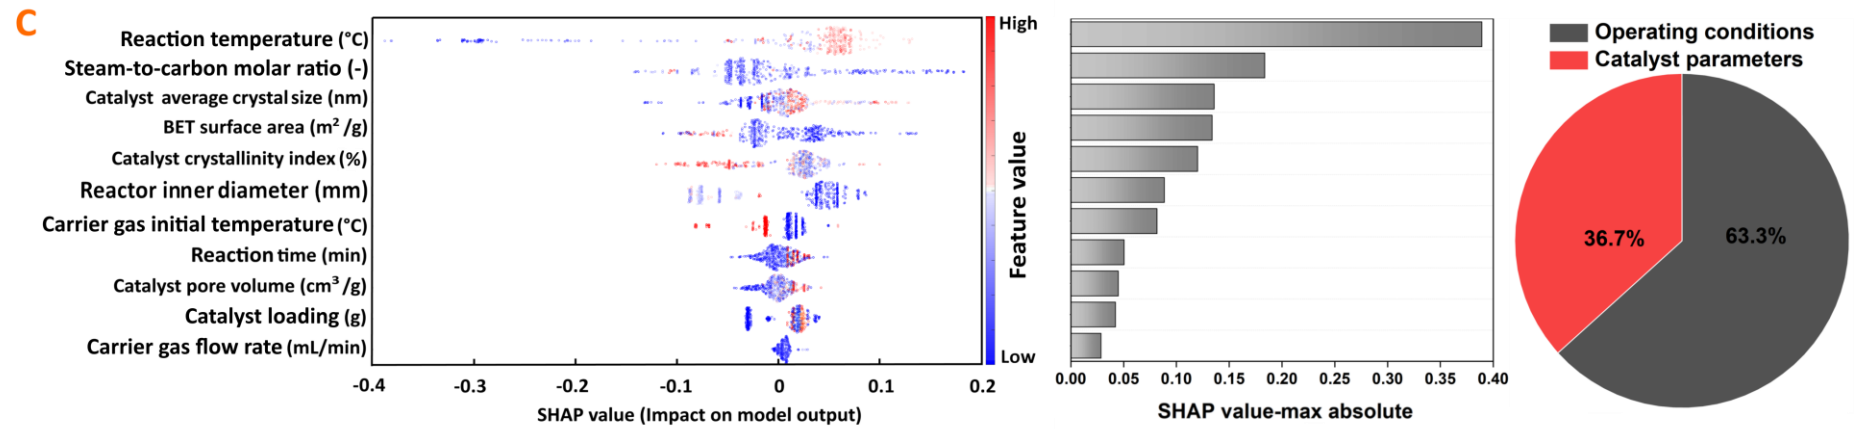 C
Reaction temperature (°C)
Steam-to-carbon molar ratio (-)
Catalyst average crystal size (nm)
BET surface area (m²/g)
Catalyst crystallinity index (%)
Reactor inner diameter (mm)
Carrier gas initial temperature (°C)
Reaction time (min)
Catalyst pore volume (cm³/g)
Catalyst loading (g)
Carrier gas flow rate (mL/min)
-0.4 -0.3 -0.2 -0.1 0 0.1 0.2
SHAP value (Impact on model output)
High
Feature value
Low
0.00 0.05 0.10 0.15 0.20 0.25 0.30 0.35 0.40
SHAP value-max absolute
Operating conditions
Catalyst parameters
36.7% 63.3%